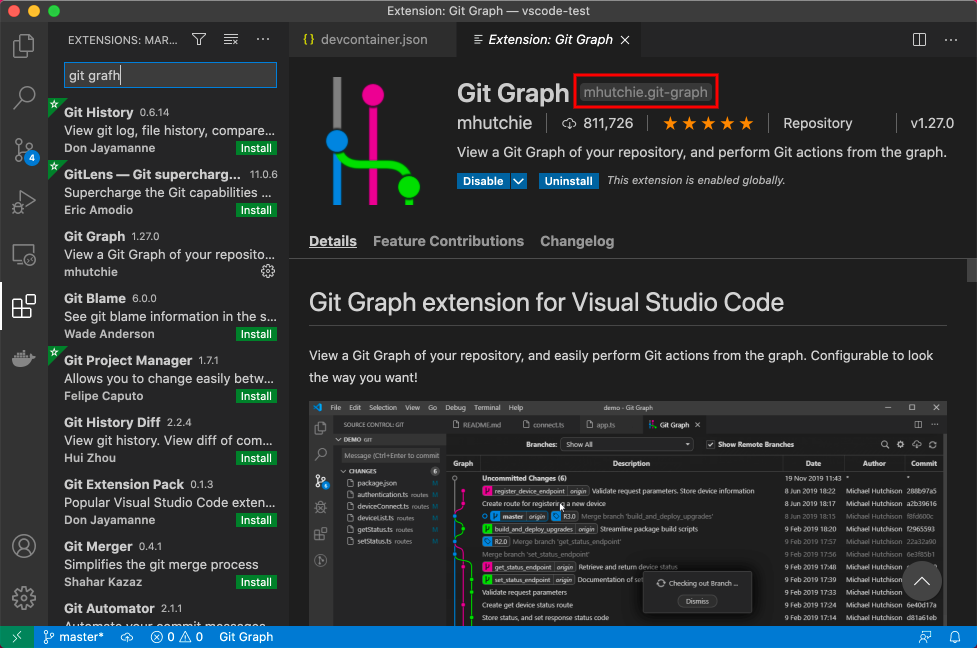 Extension: Git Graph — vscode-test
EXTENSIONS: MAR...
git grafh
Git History 0.6.14
View git log, file history, compare...
Don Jayamanne Install
GitLens — Git supercharg... 11.0.6
Supercharge the Git capabilities ...
Eric Amodio Install
Git Graph 1.27.0
View a Git Graph of your reposito...
mhutchie
Git Blame 6.0.0
See git blame information in the s...
Wade Anderson Install
Git Project Manager 1.7.1
Allows you to change easily betw...
Felipe Caputo Install
Git History Diff 2.2.4
View git history. View diff of com...
Hui Zhou Install
Git Extension Pack 0.1.3
Popular Visual Studio Code exten...
Don Jayamanne Install
Git Merger 0.4.1
Simplifies the git merge process
Shahar Kazaz Install
Git Automator 2.1.1
Automate your commit messages
4
{} devcontainer.json
Extension: Git Graph
Git Graph mhutchie.git-graph
mhutchie 811,726 Repository v1.27.0
View a Git Graph of your repository, and perform Git actions from the graph.
Disable Uninstall This extension is enabled globally.
Details Feature Contributions Changelog
Git Graph extension for Visual Studio Code
View a Git Graph of your repository, and easily perform Git actions from the graph. Configurable to look
the way you want!
File Edit Selection View Go Debug Terminal Help demo - Git Graph
SOURCE CONTROL: GIT
DEMO GIT
Message (Ctrl+Enter to commit
CHANGES 6
package.json M
authentication.ts routes M
deviceConnect.ts routes M
deviceList.ts routes M
getStatus.ts routes M
setStatus.ts routes M
README.md connect.ts app.ts Git Graph
Branches: Show All Show Remote Branches
Graph Description Date Author Commit
Uncommitted Changes (6) 19 Nov 2019 11:43 * *
register_device_endpoint origin Validate request parameters. Store device information 8 Jun 2019 18:22 Michael Hutchison 288b97a5
Create route for registering a new device 8 Jun 2019 18:16 Michael Hutchison a2b39616
master origin R3.0 Merge branch 'build_and_deploy_upgrades' 8 Jun 2019 18:15 Michael Hutchison f8fd600c
build_and_deploy_upgrades origin Streamline package build scripts 9 Feb 2019 18:20 Michael Hutchison f2965593
R2.0 Merge branch 'get_status_endpoint' 9 Feb 2019 17:57 Michael Hutchison 22a32a90
Merge branch 'set_status_endpoint' 9 Feb 2019 17:56 Michael Hutchison 6e3f85b1
get_status_endpoint origin Retrieve and return device status 9 Feb 2019 17:48 Michael Hutchison
set_status_endpoint origin Documentation of set 9 Feb 2019 17:39 Michael Hutchison
Validate request parameters 9 Feb 2019 17:33 Michael Hutchison
Create get device status route 9 Feb 2019 17:24 Michael Hutchison 6e40d17a
Store status, and set response status code 9 Feb 2019 17:14 Michael Hutchison d81a61eb
Checking out Branch ...
Dismiss
master* 0 0 Git Graph